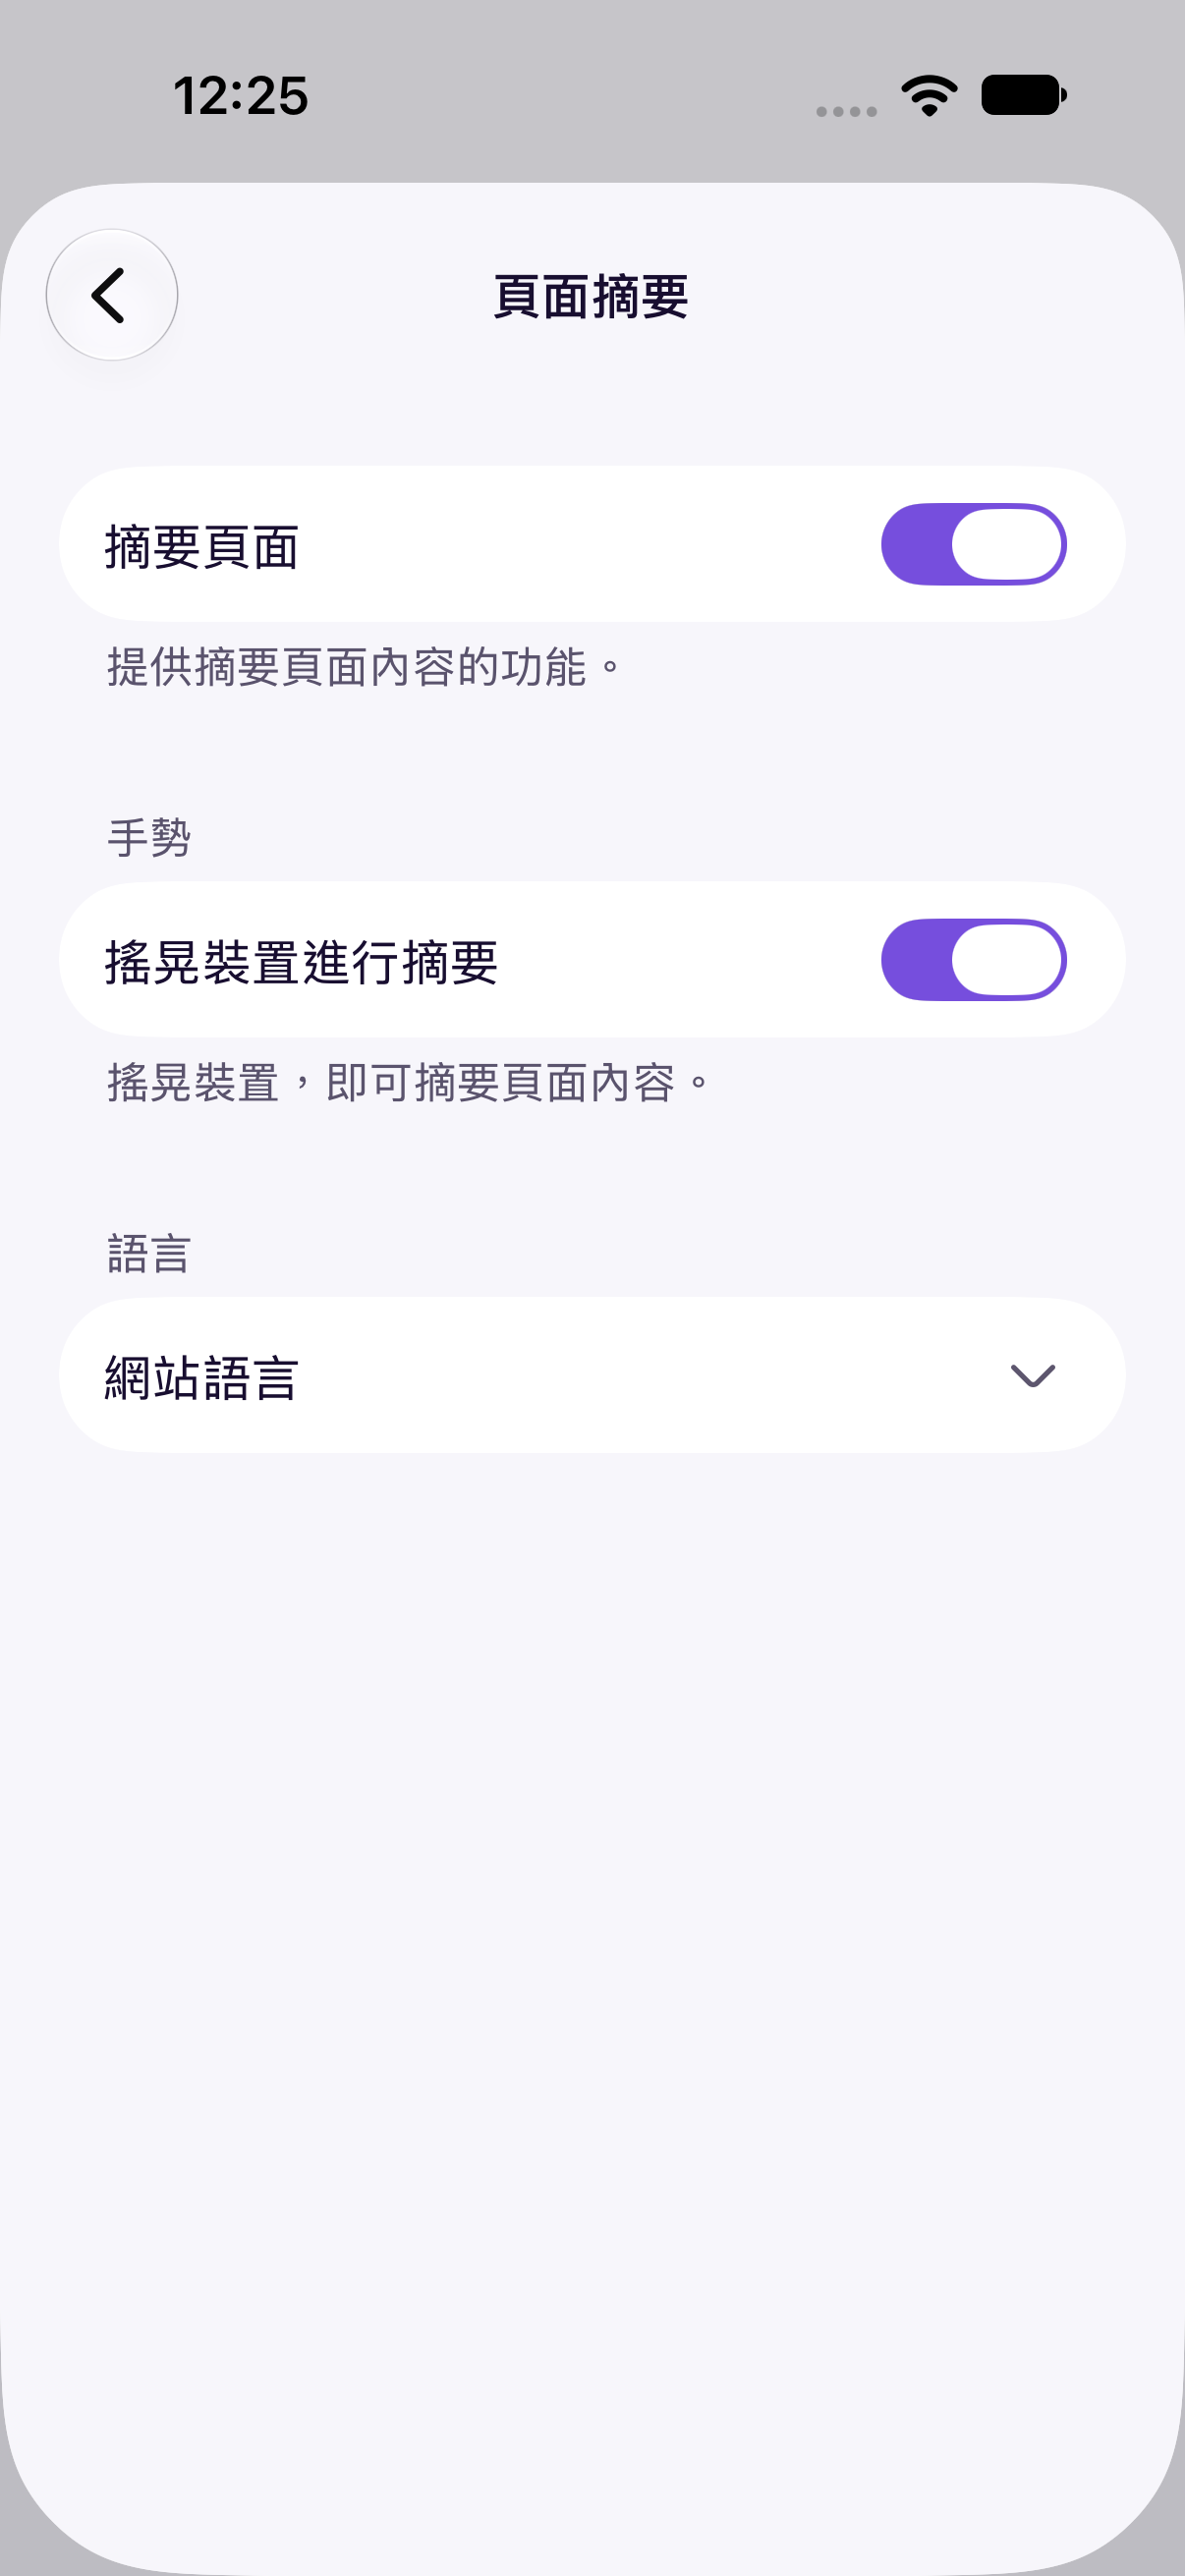 12:25
頁面摘要
摘要頁面
提供摘要頁面內容的功能。
手勢
搖晃裝置進行摘要
搖晃裝置，即可摘要頁面內容。
語言
網站語言